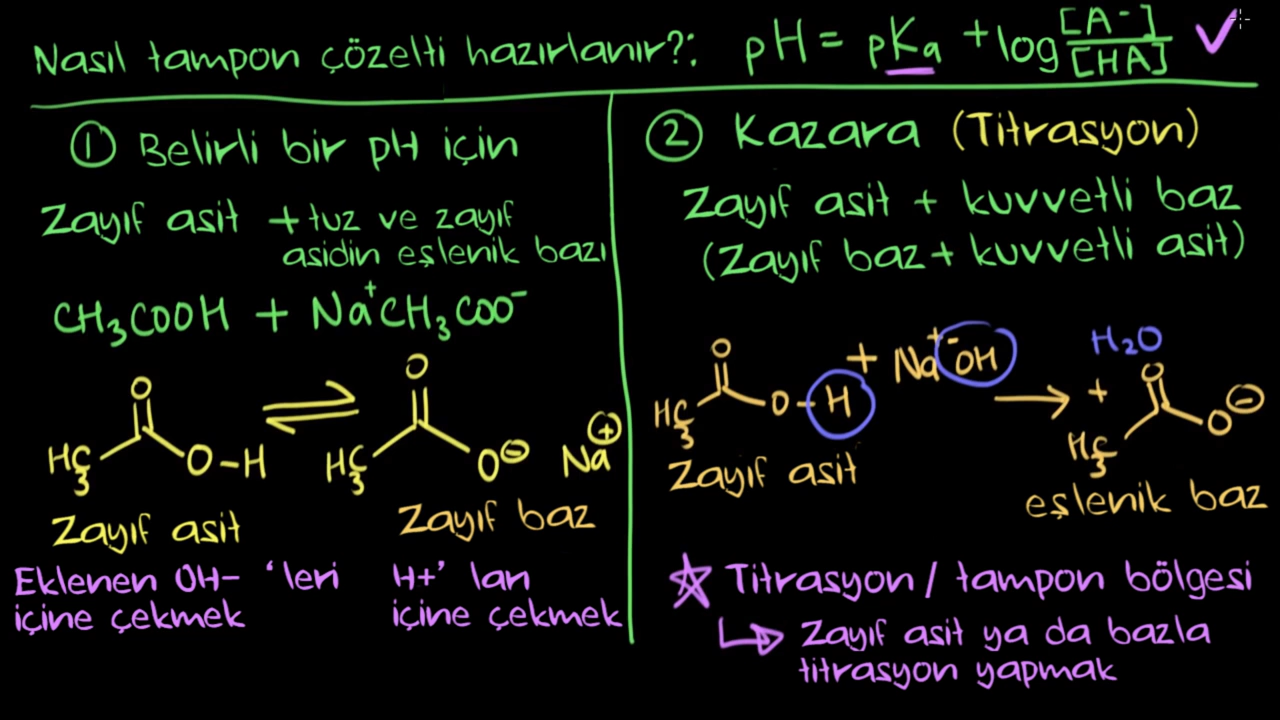 Nasıl tampon çözelti hazırlanır?: pH = pKa + log [A-]/[HA] ✓
① Belirli bir pH için
Zayıf asit + tuz ve zayıf
asidin eşlenik bazı
CH3COOH + Na+CH3COO-
O
O
H3C O-H ⇌ H3C O⊖ Na⊕
Zayıf asit Zayıf baz
Eklenen OH- 'leri H+' ları
içine çekmek içine çekmek
② Kazara (Titrasyon)
Zayıf asit + kuvvetli baz
(Zayıf baz + kuvvetli asit)
O + Na+ -OH H2O
H3C O-H → + O
H3C O⊖
Zayıf asit
eşlenik baz
☆ Titrasyon / tampon bölgesi
↳ Zayıf asit ya da bazla
titrasyon yapmak